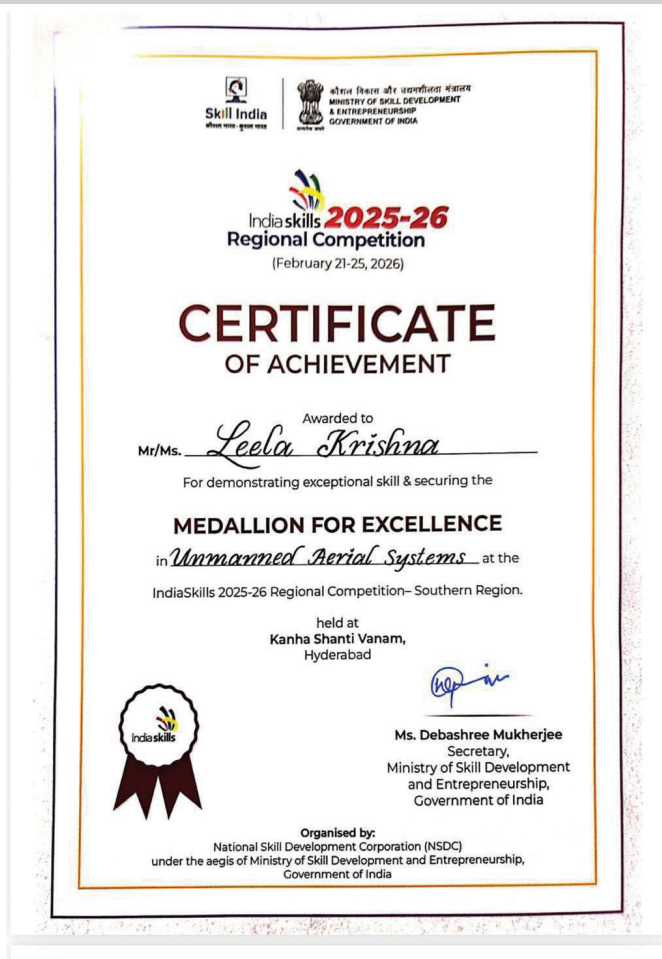 Skill India
कौशल भारत - कुशल भारत
कौशल विकास और उद्यमशीलता मंत्रालय
MINISTRY OF SKILL DEVELOPMENT
& ENTREPRENEURSHIP
GOVERNMENT OF INDIA
सत्यमेव जयते
Indiaskills 2025-26
Regional Competition
(February 21-25, 2026)
CERTIFICATE
OF ACHIEVEMENT
Awarded to
Mr/Ms. Leela Krishna
For demonstrating exceptional skill & securing the
MEDALLION FOR EXCELLENCE
in Unmanned Aerial Systems at the
IndiaSkills 2025-26 Regional Competition– Southern Region.
held at
Kanha Shanti Vanam,
Hyderabad
Indiaskills
Ms. Debashree Mukherjee
Secretary,
Ministry of Skill Development
and Entrepreneurship,
Government of India
Organised by:
National Skill Development Corporation (NSDC)
under the aegis of Ministry of Skill Development and Entrepreneurship,
Government of India